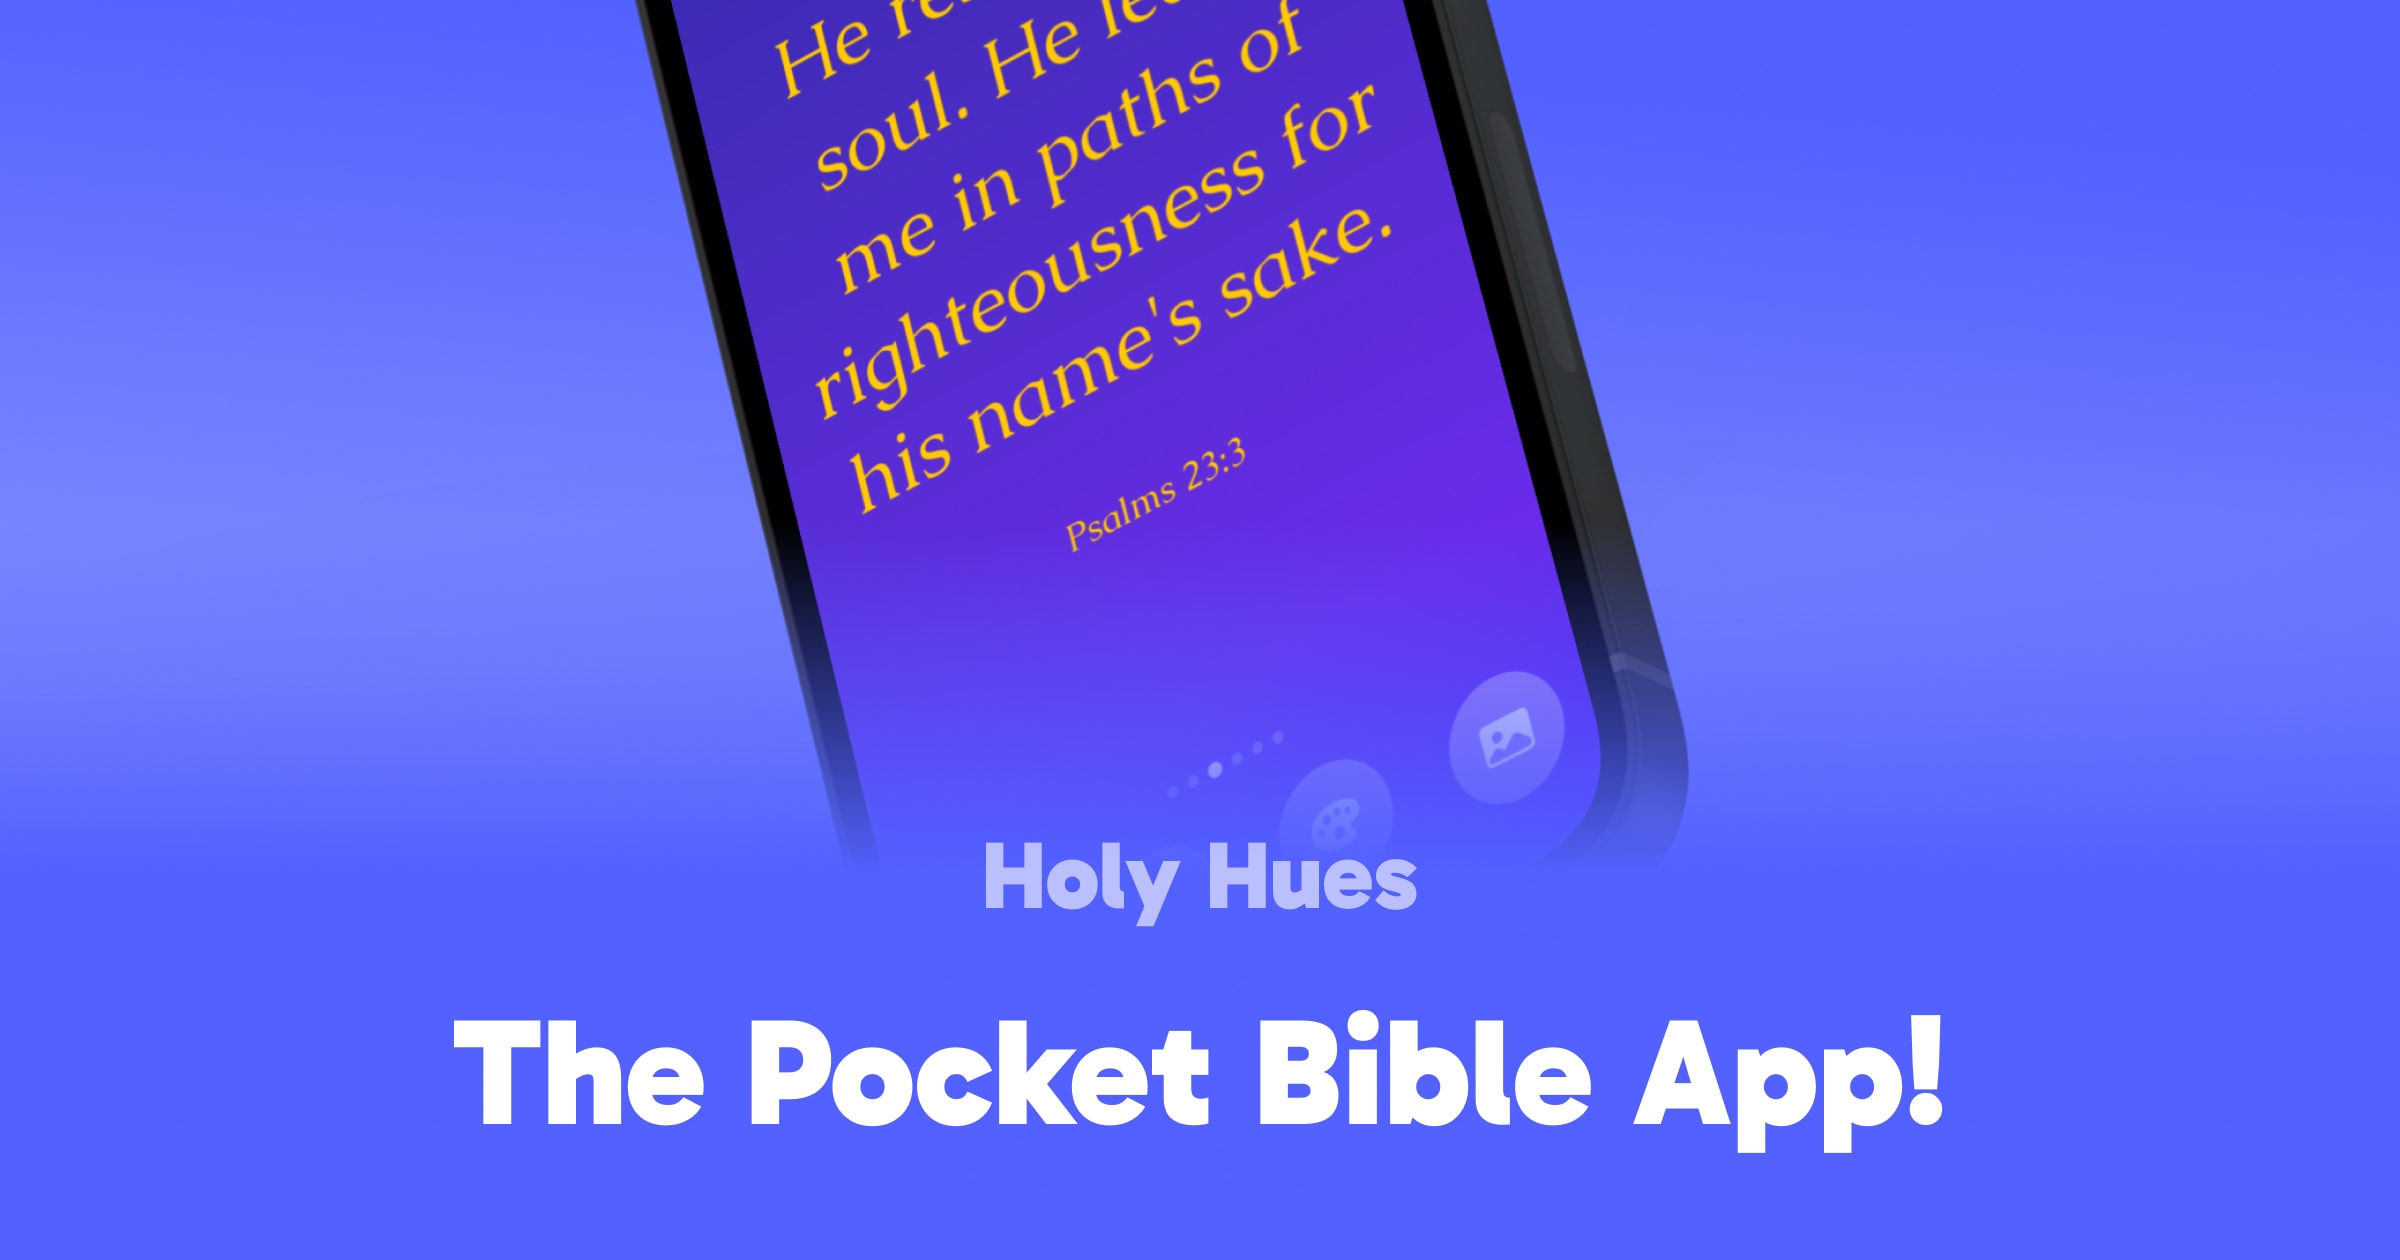 He
soul. He
me in paths of
righteousness for
his name's sake.
Psalms 23:3
Holy Hues
The Pocket Bible App!